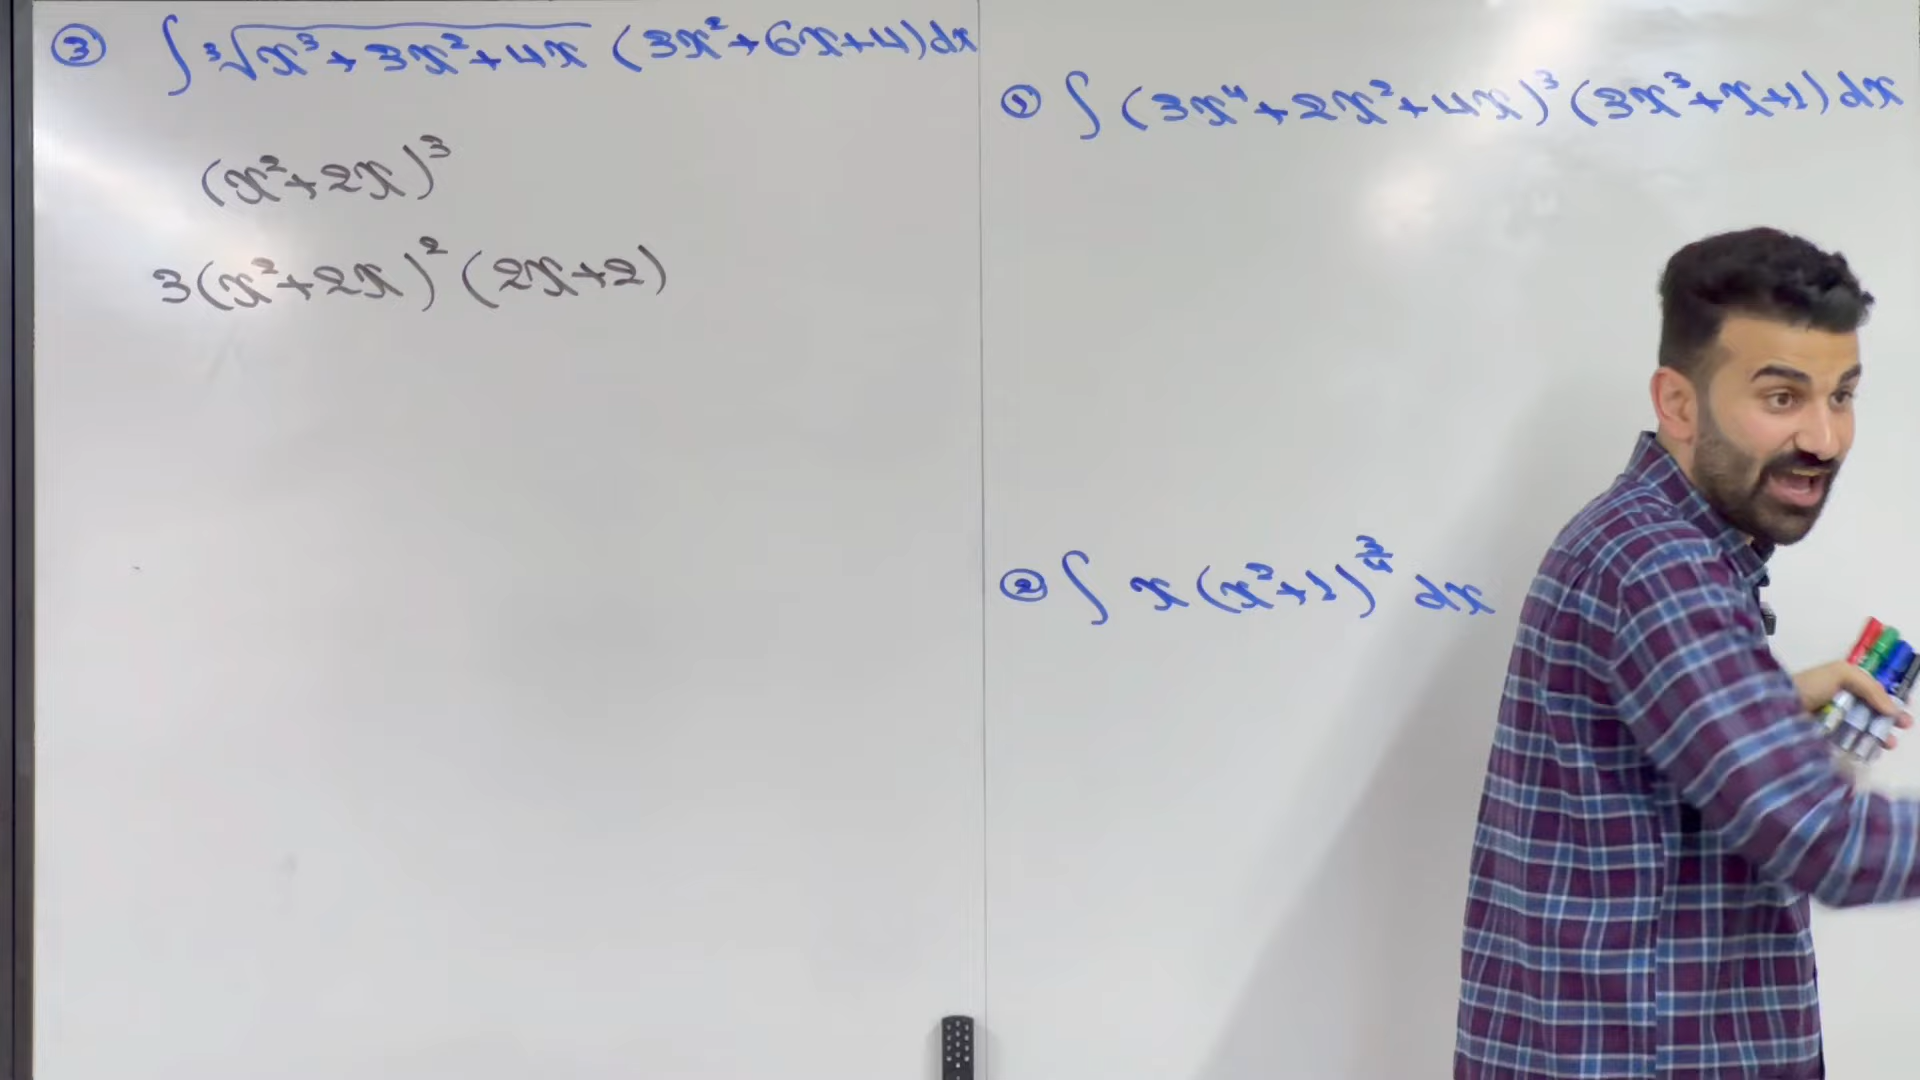 ③ ∫ ∛(x³+3x²+4x) (3x²+6x+4)dx
(x²+2x)³
3(x²+2x)²(2x+2)
① ∫ (3x⁴+2x²+4x)³(3x³+x+1)dx
② ∫ x(x²+1)^(3/4) dx